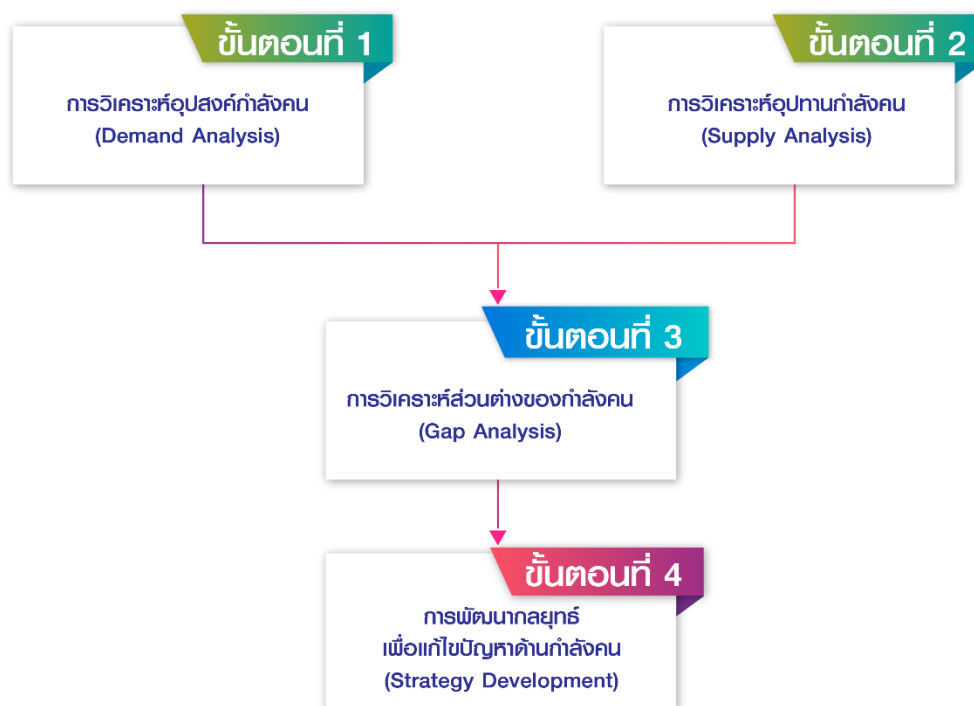 ขั้นตอนที่ 1
การวิเคราะห์อุปสงค์กำลังคน
(Demand Analysis)
ขั้นตอนที่ 2
การวิเคราะห์อุปทานกำลังคน
(Supply Analysis)
ขั้นตอนที่ 3
การวิเคราะห์ส่วนต่างของกำลังคน
(Gap Analysis)
ขั้นตอนที่ 4
การพัฒนากลยุทธ์
เพื่อแก้ไขปัญหาด้านกำลังคน
(Strategy Development)